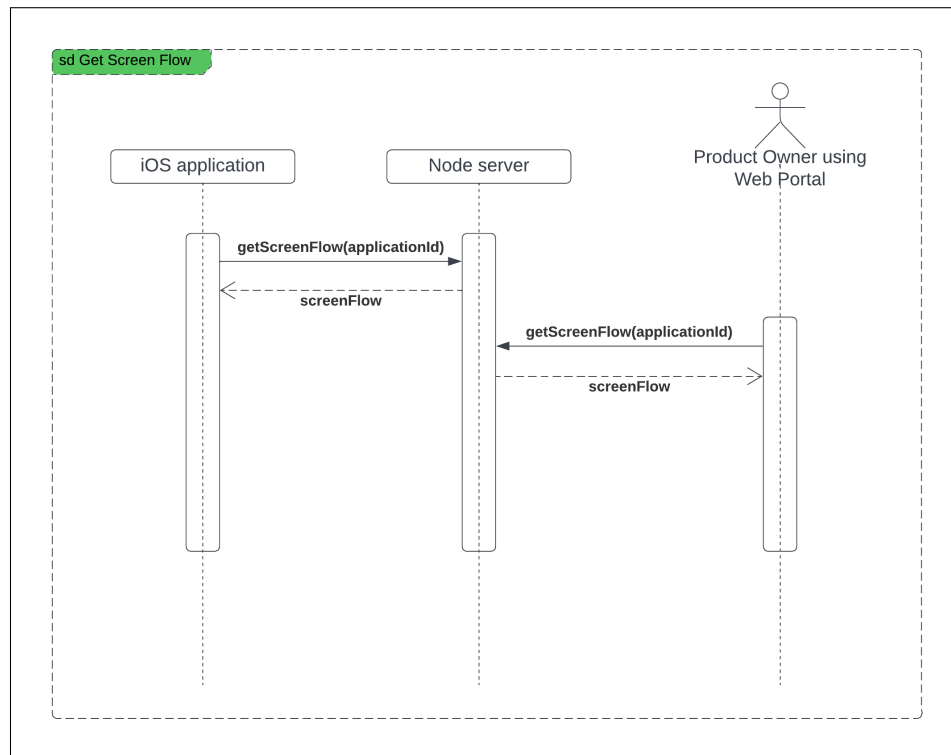 sd Get Screen Flow
iOS application
Node server
Product Owner using
Web Portal
getScreenFlow(applicationId)
screenFlow
getScreenFlow(applicationId)
screenFlow